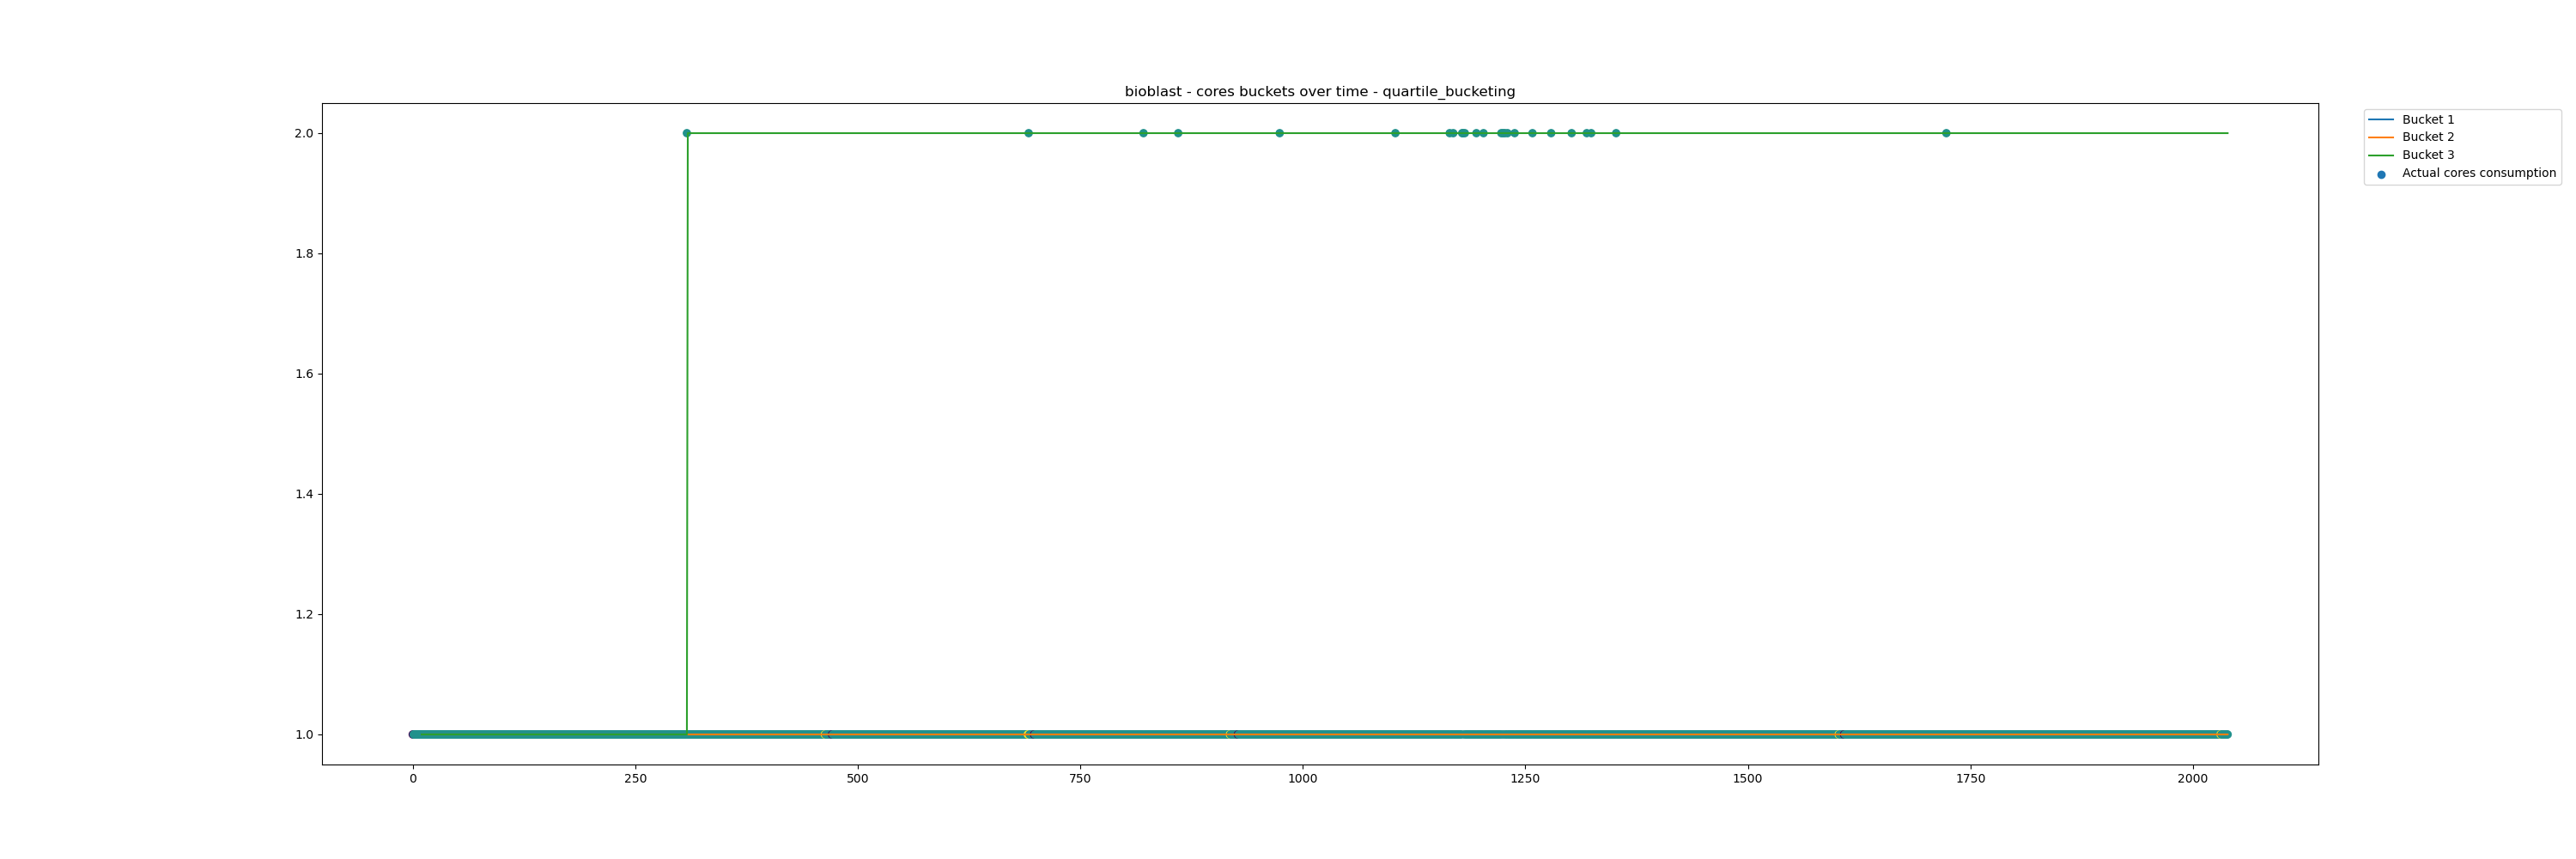 bioblast - cores buckets over time - quartile_bucketing
Bucket 1
Bucket 2
Bucket 3
Actual cores consumption
2.0
1.8
1.6
1.4
1.2
1.0
0 250 500 750 1000 1250 1500 1750 2000